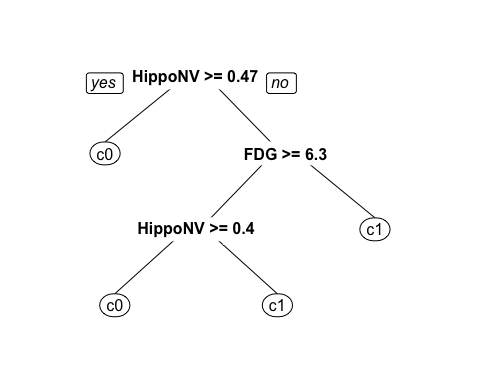 yes HippoNV >= 0.47 no
c0
FDG >= 6.3
HippoNV >= 0.4
c1
c0
c1